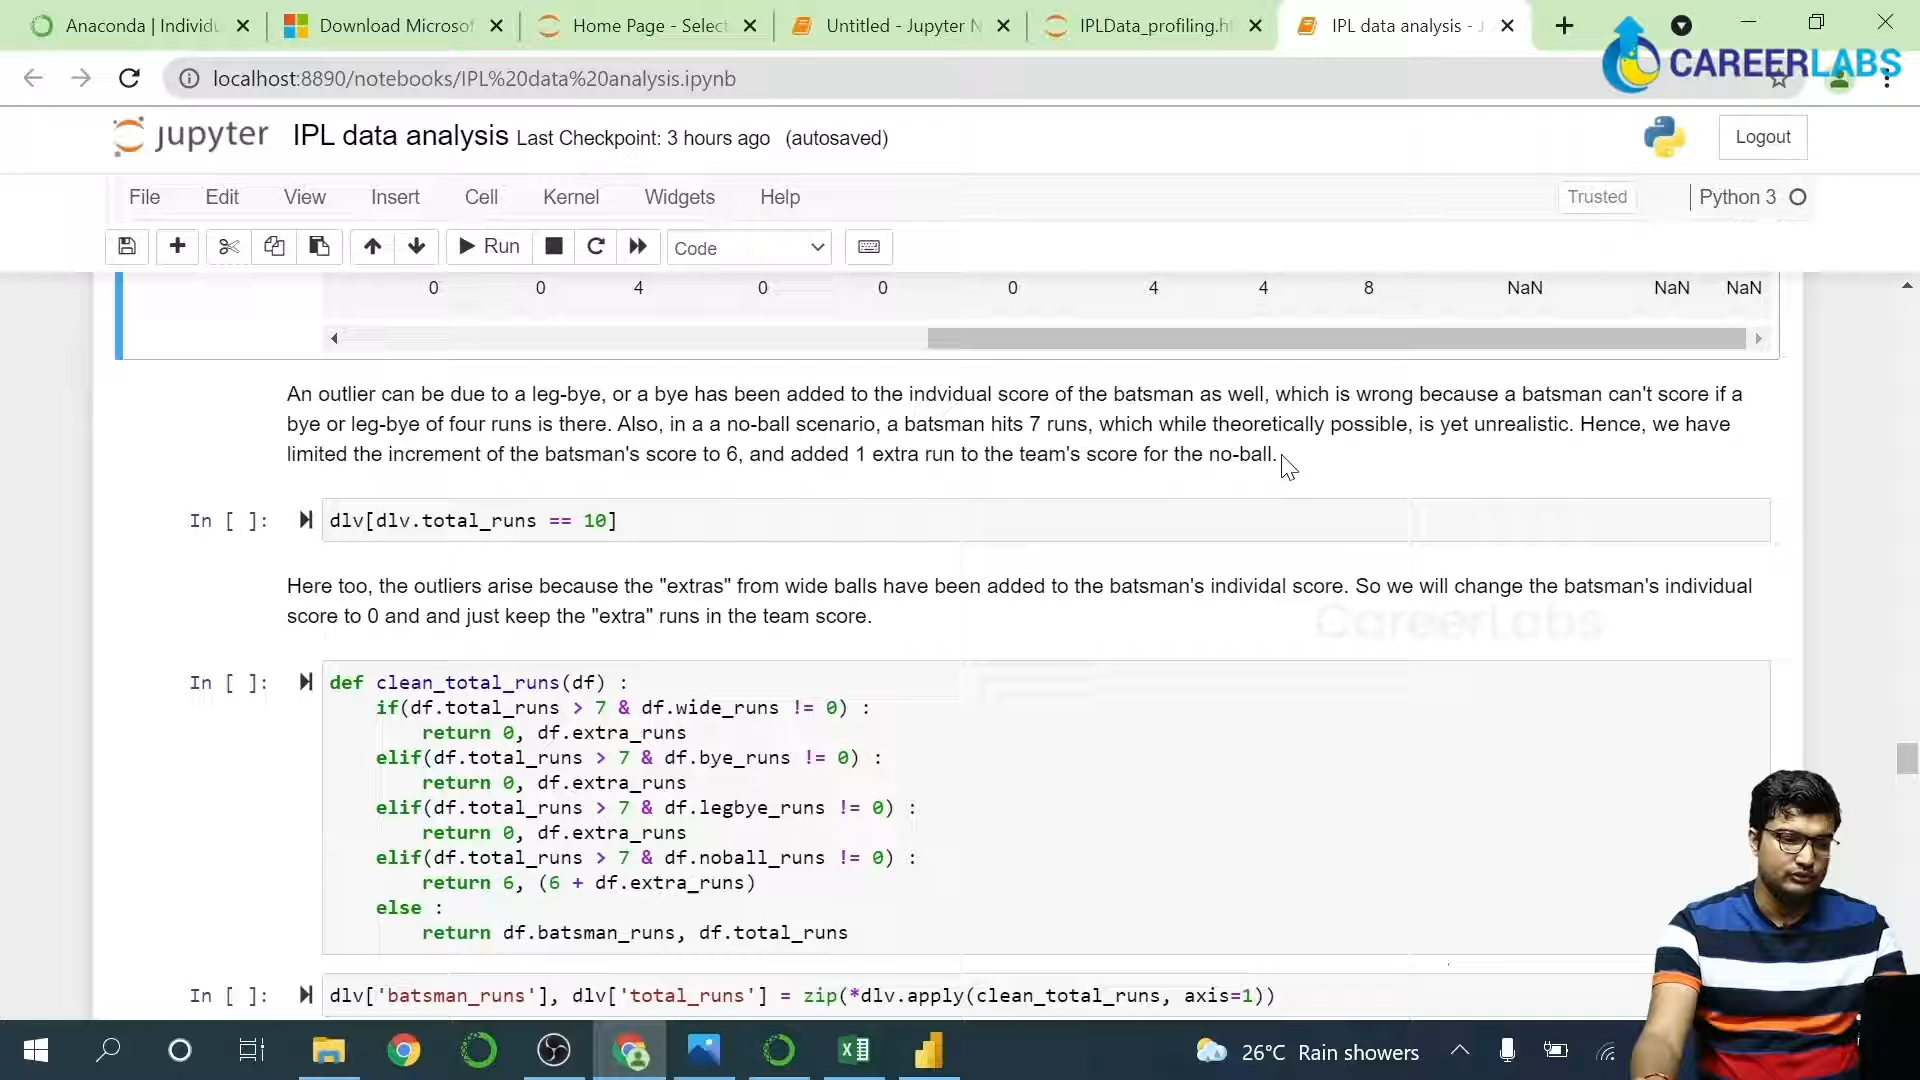 Anaconda | Individu
Download Microsof
Home Page - Select
Untitled - Jupyter N
IPLData_profiling.ht
IPL data analysis - J
localhost:8890/notebooks/IPL%20data%20analysis.ipynb
CAREERLABS
jupyter IPL data analysis Last Checkpoint: 3 hours ago (autosaved)
Logout
File Edit View Insert Cell Kernel Widgets Help
Trusted
Python 3
Run
Code
0 0 4 0 0 0 4 4 8 NaN NaN NaN
An outlier can be due to a leg-bye, or a bye has been added to the indvidual score of the batsman as well, which is wrong because a batsman can't score if a
bye or leg-bye of four runs is there. Also, in a a no-ball scenario, a batsman hits 7 runs, which while theoretically possible, is yet unrealistic. Hence, we have
limited the increment of the batsman's score to 6, and added 1 extra run to the team's score for the no-ball.
In [ ]: dlv[dlv.total_runs == 10]
Here too, the outliers arise because the "extras" from wide balls have been added to the batsman's individal score. So we will change the batsman's individual
score to 0 and and just keep the "extra" runs in the team score.
CareerLabs
In [ ]: def clean_total_runs(df) :
if(df.total_runs > 7 & df.wide_runs != 0) :
return 0, df.extra_runs
elif(df.total_runs > 7 & df.bye_runs != 0) :
return 0, df.extra_runs
elif(df.total_runs > 7 & df.legbye_runs != 0) :
return 0, df.extra_runs
elif(df.total_runs > 7 & df.noball_runs != 0) :
return 6, (6 + df.extra_runs)
else :
return df.batsman_runs, df.total_runs
In [ ]: dlv['batsman_runs'], dlv['total_runs'] = zip(*dlv.apply(clean_total_runs, axis=1))
26°C Rain showers